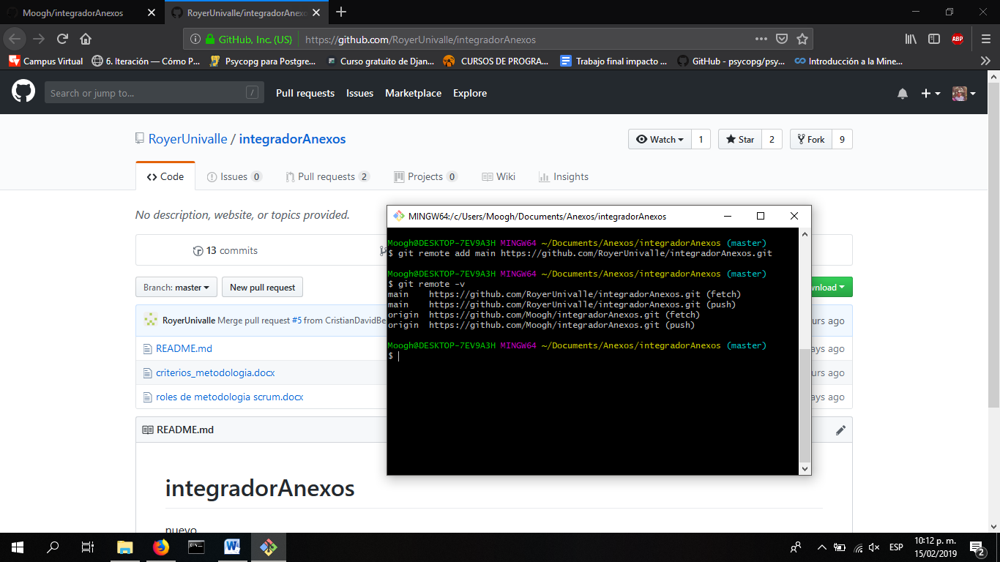 Moogh/integradorAnexos
RoyerUnivalle/integradorAnexo
GitHub, Inc. (US)
https://github.com/RoyerUnivalle/integradorAnexos
ABP
Campus Virtual
6. Iteración — Cómo P...
Psycopg para Postgre...
Curso gratuito de Djan...
CURSOS DE PROGRA...
Trabajo final impacto ...
GitHub - psycopg/psy...
Introducción a la Mine...
Search or jump to...
/
Pull requests
Issues
Marketplace
Explore
RoyerUnivalle / integradorAnexos
Watch 1
Star 2
Fork 9
Code
Issues 0
Pull requests 2
Projects 0
Wiki
Insights
No description, website, or topics provided.
13 commits
Branch: master
New pull request
wnload
RoyerUnivalle Merge pull request #5 from CristianDavidBe
urs ago
README.md
ays ago
criterios_metodologia.docx
urs ago
roles de metodologia scrum.docx
ays ago
README.md
integradorAnexos
nuevo
MINGW64:/c/Users/Moogh/Documents/Anexos/integradorAnexos
Moogh@DESKTOP-7EV9A3H MINGW64 ~/Documents/Anexos/integradorAnexos (master)
$ git remote add main https://github.com/RoyerUnivalle/integradorAnexos.git
Moogh@DESKTOP-7EV9A3H MINGW64 ~/Documents/Anexos/integradorAnexos (master)
$ git remote -v
main https://github.com/RoyerUnivalle/integradorAnexos.git (fetch)
main https://github.com/RoyerUnivalle/integradorAnexos.git (push)
origin https://github.com/Moogh/integradorAnexos.git (fetch)
origin https://github.com/Moogh/integradorAnexos.git (push)
Moogh@DESKTOP-7EV9A3H MINGW64 ~/Documents/Anexos/integradorAnexos (master)
$
ESP
10:12 p. m.
15/02/2019
2